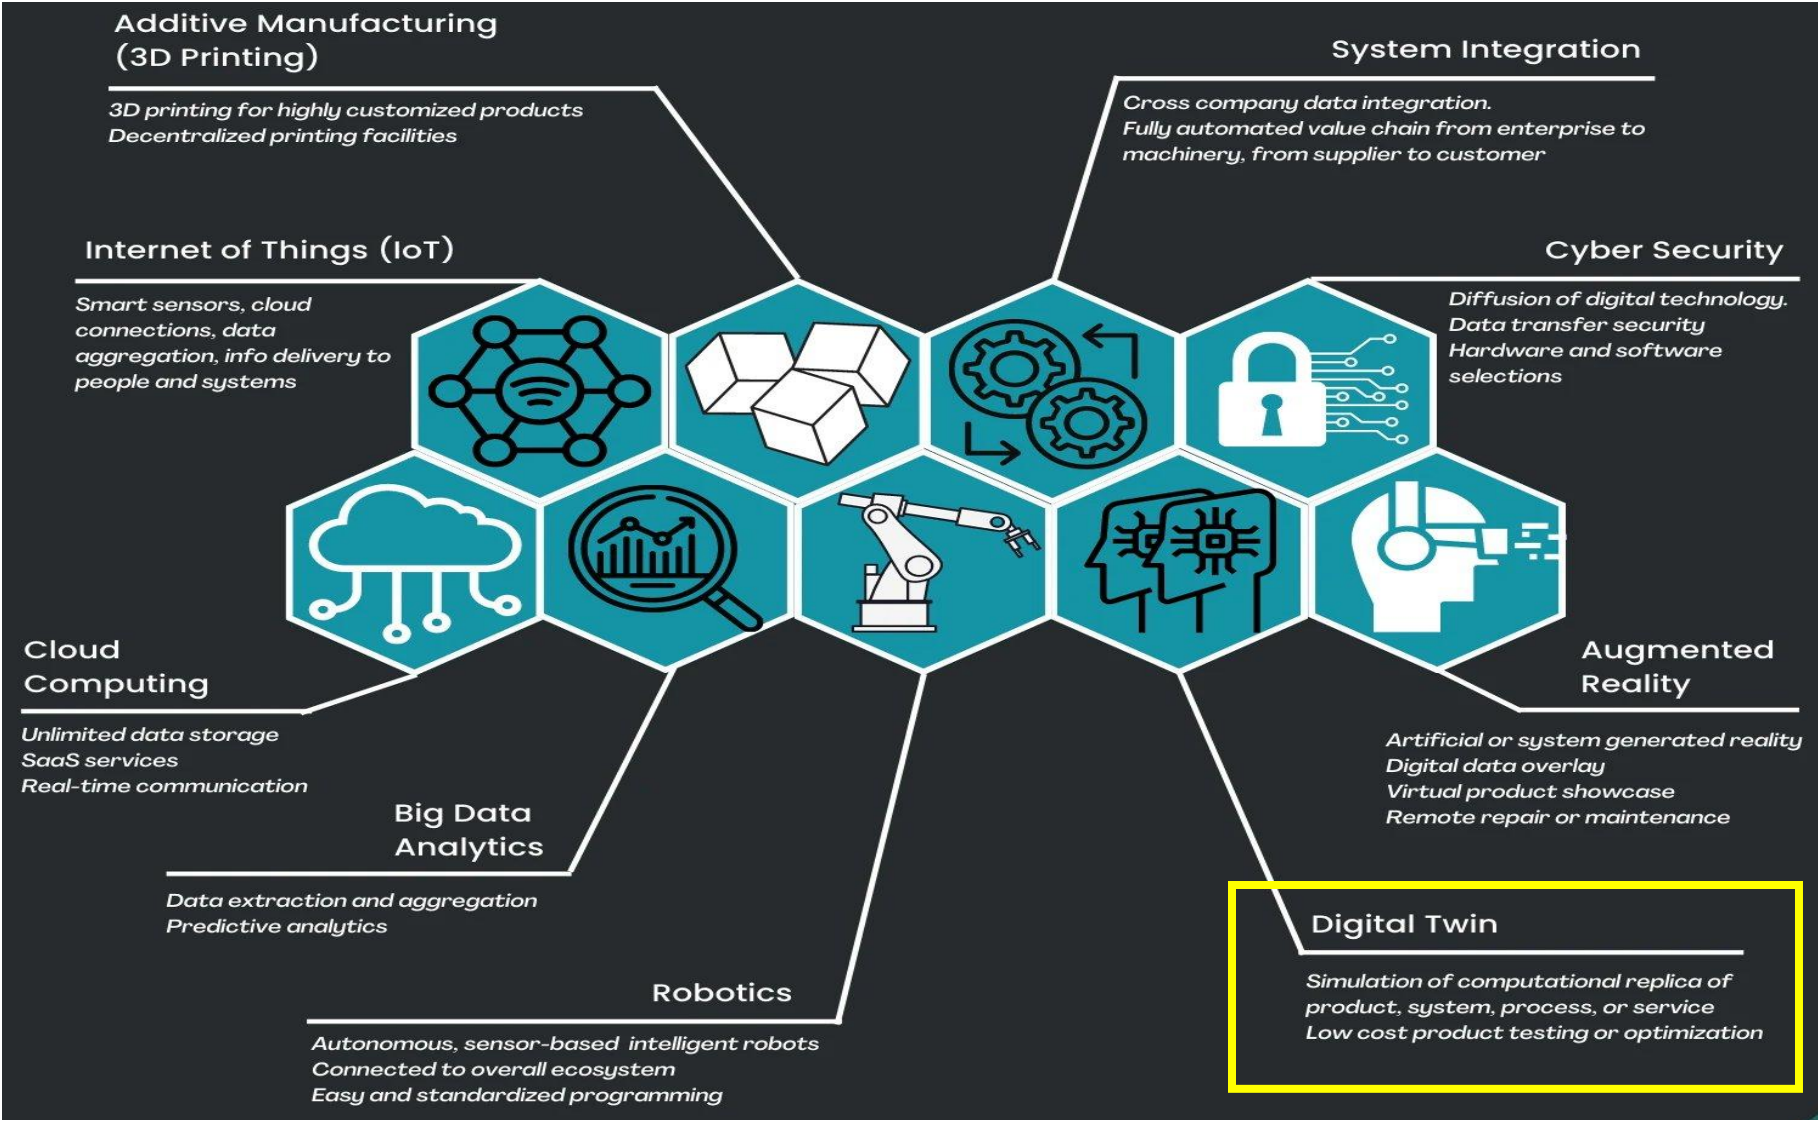 Additive Manufacturing
(3D Printing)
3D printing for highly customized products
Decentralized printing facilities
System Integration
Cross company data integration.
Fully automated value chain from enterprise to
machinery, from supplier to customer
Internet of Things (IoT)
Smart sensors, cloud
connections, data
aggregation, info delivery to
people and systems
Cyber Security
Diffusion of digital technology.
Data transfer security
Hardware and software
selections
Cloud
Computing
Unlimited data storage
SaaS services
Real-time communication
Augmented
Reality
Artificial or system generated reality
Digital data overlay
Virtual product showcase
Remote repair or maintenance
Big Data
Analytics
Data extraction and aggregation
Predictive analytics
Digital Twin
Simulation of computational replica of
product, system, process, or service
Low cost product testing or optimization
Robotics
Autonomous, sensor-based intelligent robots
Connected to overall ecosystem
Easy and standardized programming